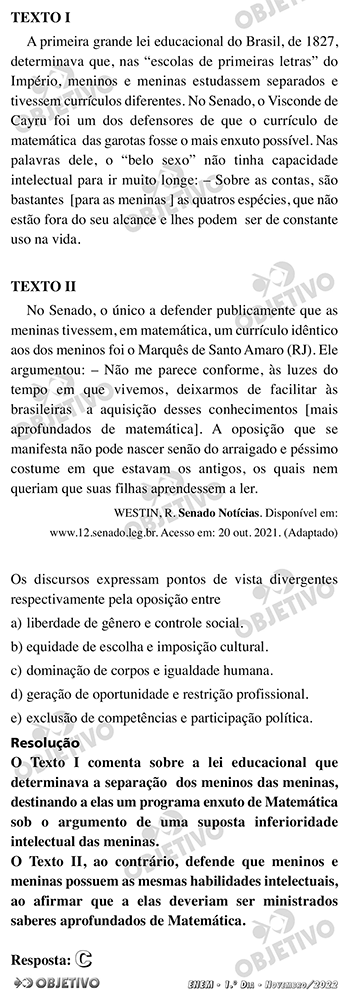 TEXTO I
A primeira grande lei educacional do Brasil, de 1827,
determinava que, nas “escolas de primeiras letras” do
Império, meninos e meninas estudassem separados e
tivessem currículos diferentes. No Senado, o Visconde de
Cayru foi um dos defensores de que o currículo de
matemática das garotas fosse o mais enxuto possível. Nas
palavras dele, o “belo sexo” não tinha capacidade
intelectual para ir muito longe: – Sobre as contas, são
bastantes [para as meninas ] as quatros espécies, que não
estão fora do seu alcance e lhes podem ser de constante
uso na vida.
TEXTO II
No Senado, o único a defender publicamente que as
meninas tivessem, em matemática, um currículo idêntico
aos dos meninos foi o Marquês de Santo Amaro (RJ). Ele
argumentou: – Não me parece conforme, às luzes do
tempo em que vivemos, deixarmos de facilitar às
brasileiras a aquisição desses conhecimentos [mais
aprofundados de matemática]. A oposição que se
manifesta não pode nascer senão do arraigado e péssimo
costume em que estavam os antigos, os quais nem
queriam que suas filhas aprendessem a ler.
WESTIN, R. Senado Notícias. Disponível em:
www.12.senado.leg.br. Acesso em: 20 out. 2021. (Adaptado)
Os discursos expressam pontos de vista divergentes
respectivamente pela oposição entre
a) liberdade de gênero e controle social.
b) equidade de escolha e imposição cultural.
c) dominação de corpos e igualdade humana.
d) geração de oportunidade e restrição profissional.
e) exclusão de competências e participação política.
Resolução
O Texto I comenta sobre a lei educacional que
determinava a separação dos meninos das meninas,
destinando a elas um programa enxuto de Matemática
sob o argumento de uma suposta inferioridade
intelectual das meninas.
O Texto II, ao contrário, defende que meninos e
meninas possuem as mesmas habilidades intelectuais,
ao afirmar que a elas deveriam ser ministrados
saberes aprofundados de Matemática.
Resposta: C
OBJETIVO ENEM • 1.º Dia • Novembro/2022